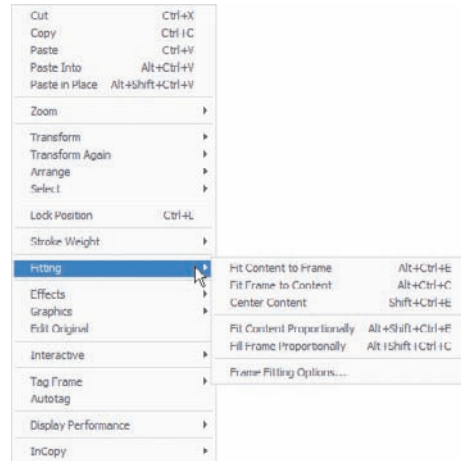 Cut Ctrl+X
Copy Ctrl+C
Paste Ctrl+V
Paste Into Alt+Ctrl+V
Paste in Place Alt+Shift+Ctrl+V
Zoom
Transform
Transform Again
Arrange
Select
Lock Position Ctrl+L
Stroke Weight
Fitting
Effects
Graphics
Edit Original
Interactive
Tag Frame
Autotag
Display Performance
InCopy
Fit Content to Frame Alt+Ctrl+E
Fit Frame to Content Alt+Ctrl+C
Center Content Shift+Ctrl+E
Fit Content Proportionally Alt+Shift+Ctrl+E
Fill Frame Proportionally Alt+Shift+Ctrl+C
Frame Fitting Options...